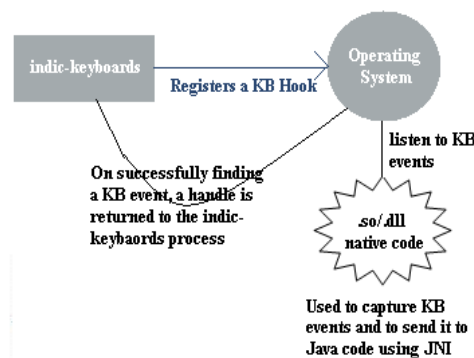 indic-keyboards
Operating
System
Registers a KB Hook
listen to KB
events
On successfully finding
a KB event, a handle is
returned to the indic-
keybaords process
.so/.dll
native code
Used to capture KB
events and to send it to
Java code using JNI